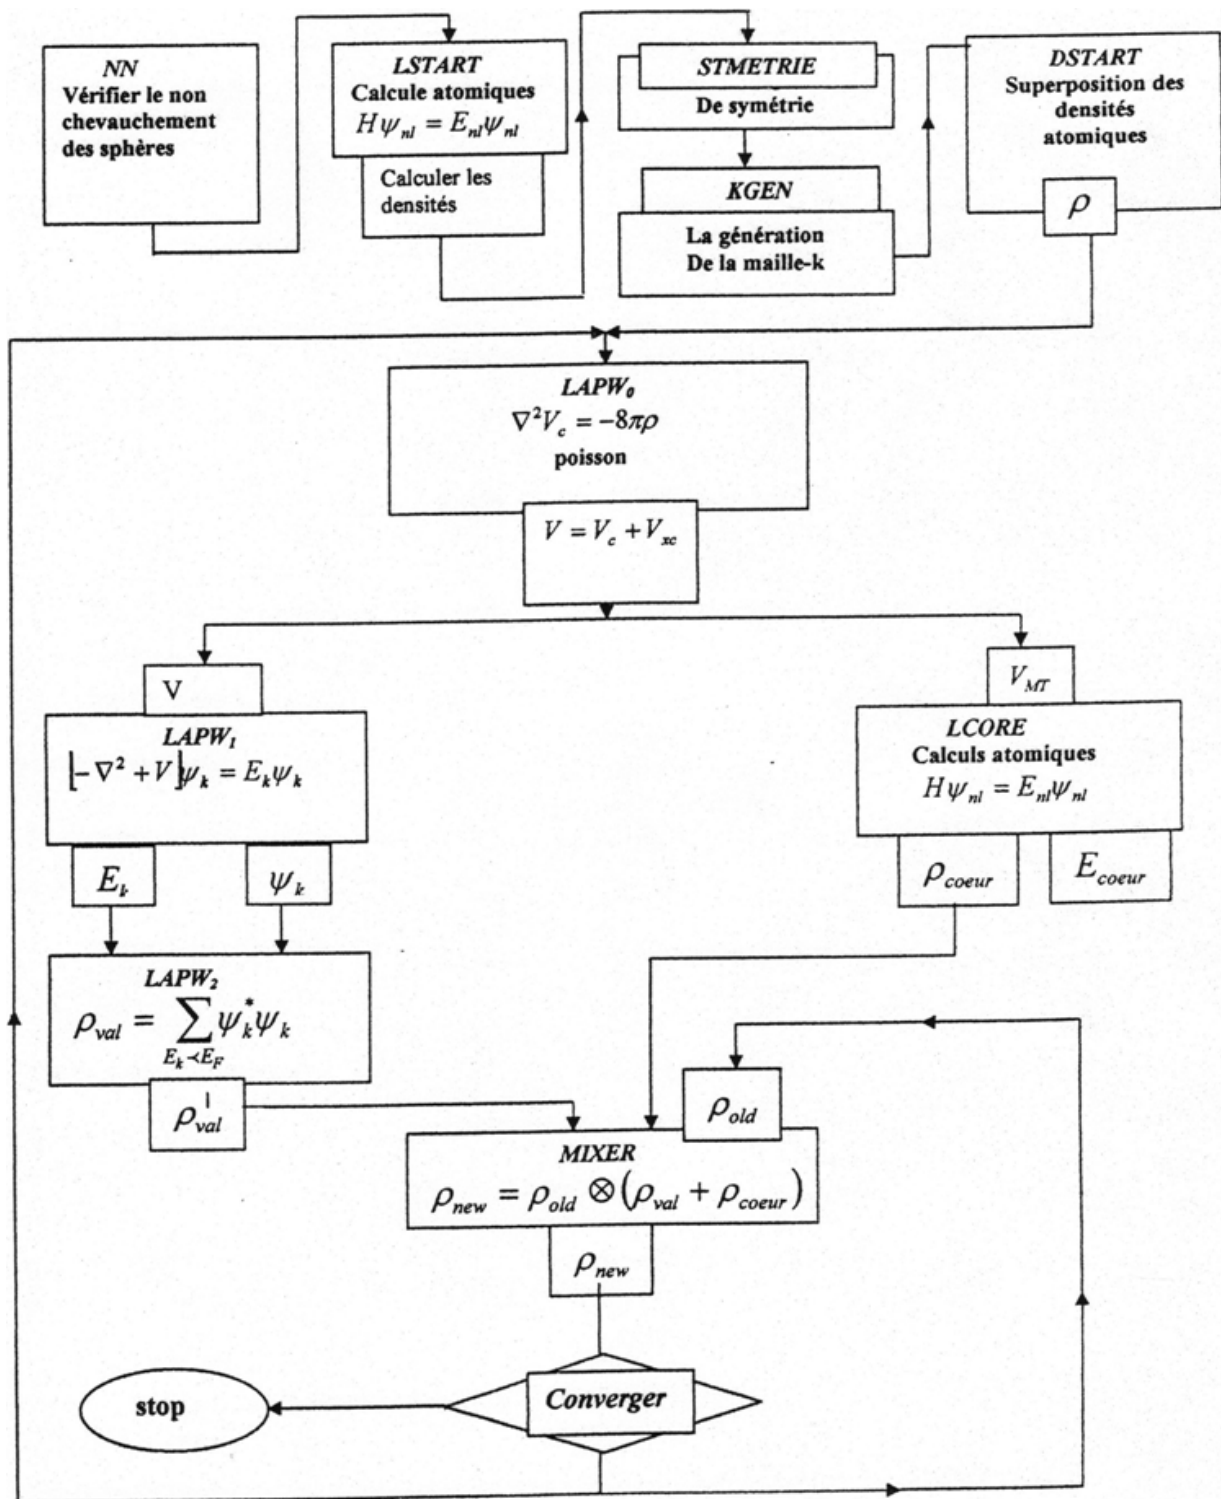 NN
Vérifier le non
chevauchement
des sphères
LSTART
Calcule atomiques
Hψnl = Enlψnl
Calculer les
densités
STMETRIE
De symétrie
KGEN
La génération
De la maille-k
DSTART
Superposition des
densités
atomiques
ρ
LAPW₀
∇²Vc = −8πρ
poisson
V = Vc + Vxc
V
LAPW₁
[−∇² + V]ψk = Ekψk
Ek
ψk
VMT
LCORE
Calculs atomiques
Hψnl = Enlψnl
ρcoeur
Ecoeur
LAPW₂
ρval = ∑ ψk*ψk
Ek≺EF
ρval
ρold
MIXER
ρnew = ρold ⊗ (ρval + ρcoeur)
ρnew
Converger
stop